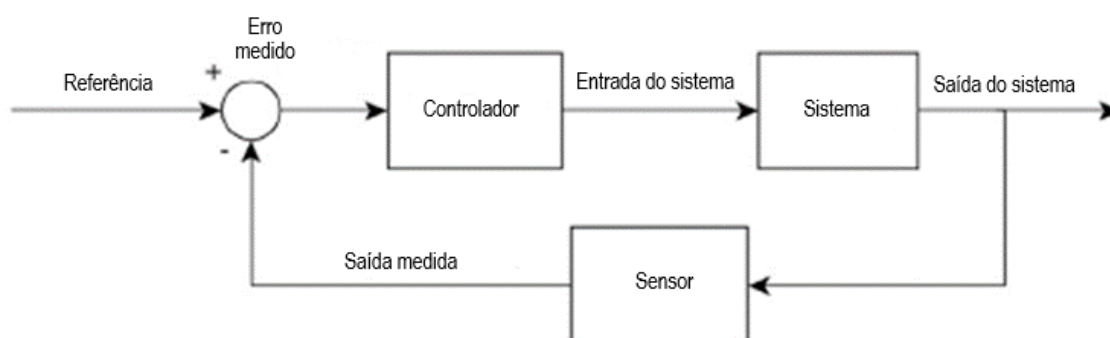 Erro
medido
Referência
+
-
Controlador
Entrada do sistema
Sistema
Saída do sistema
Saída medida
Sensor